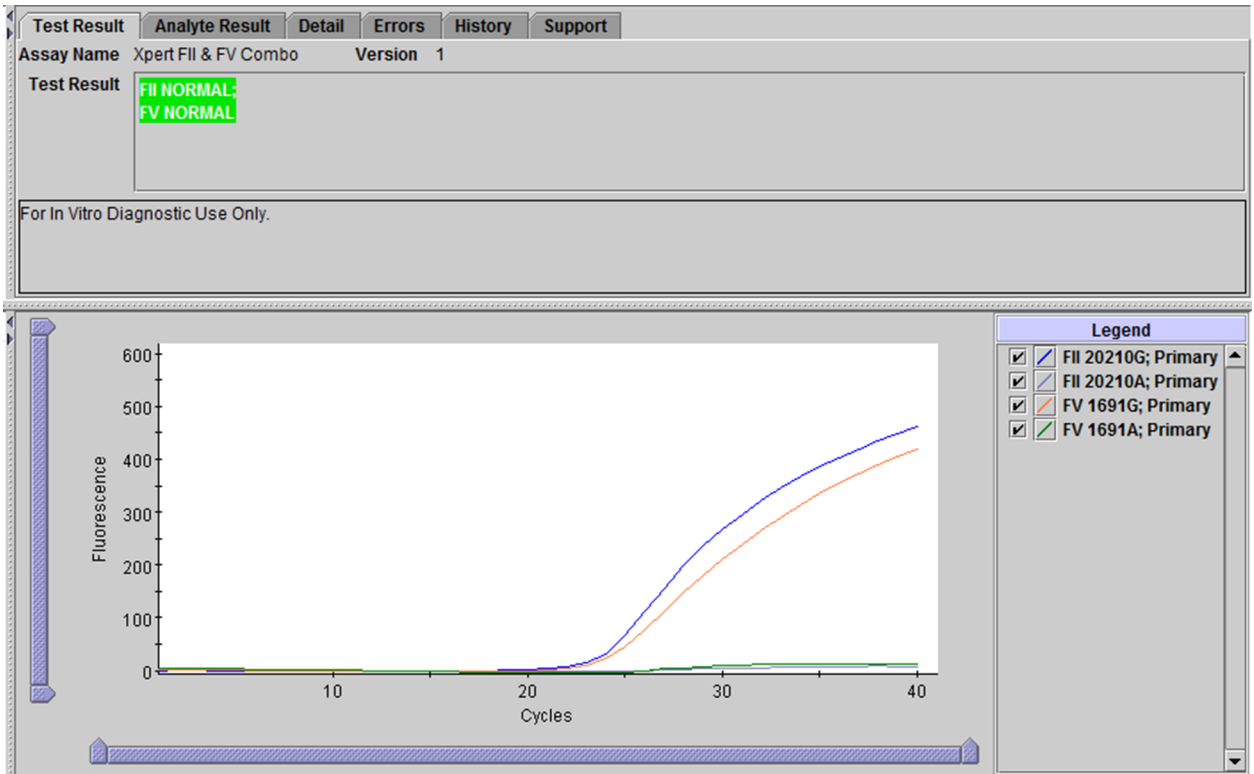 Test Result Analyte Result Detail Errors History Support
Assay Name Xpert FII & FV Combo Version 1
Test Result FII NORMAL;
FV NORMAL
For In Vitro Diagnostic Use Only.
600
500
400
300
200
100
0
Fluorescence
10 20 30 40
Cycles
Legend
FII 20210G; Primary
FII 20210A; Primary
FV 1691G; Primary
FV 1691A; Primary